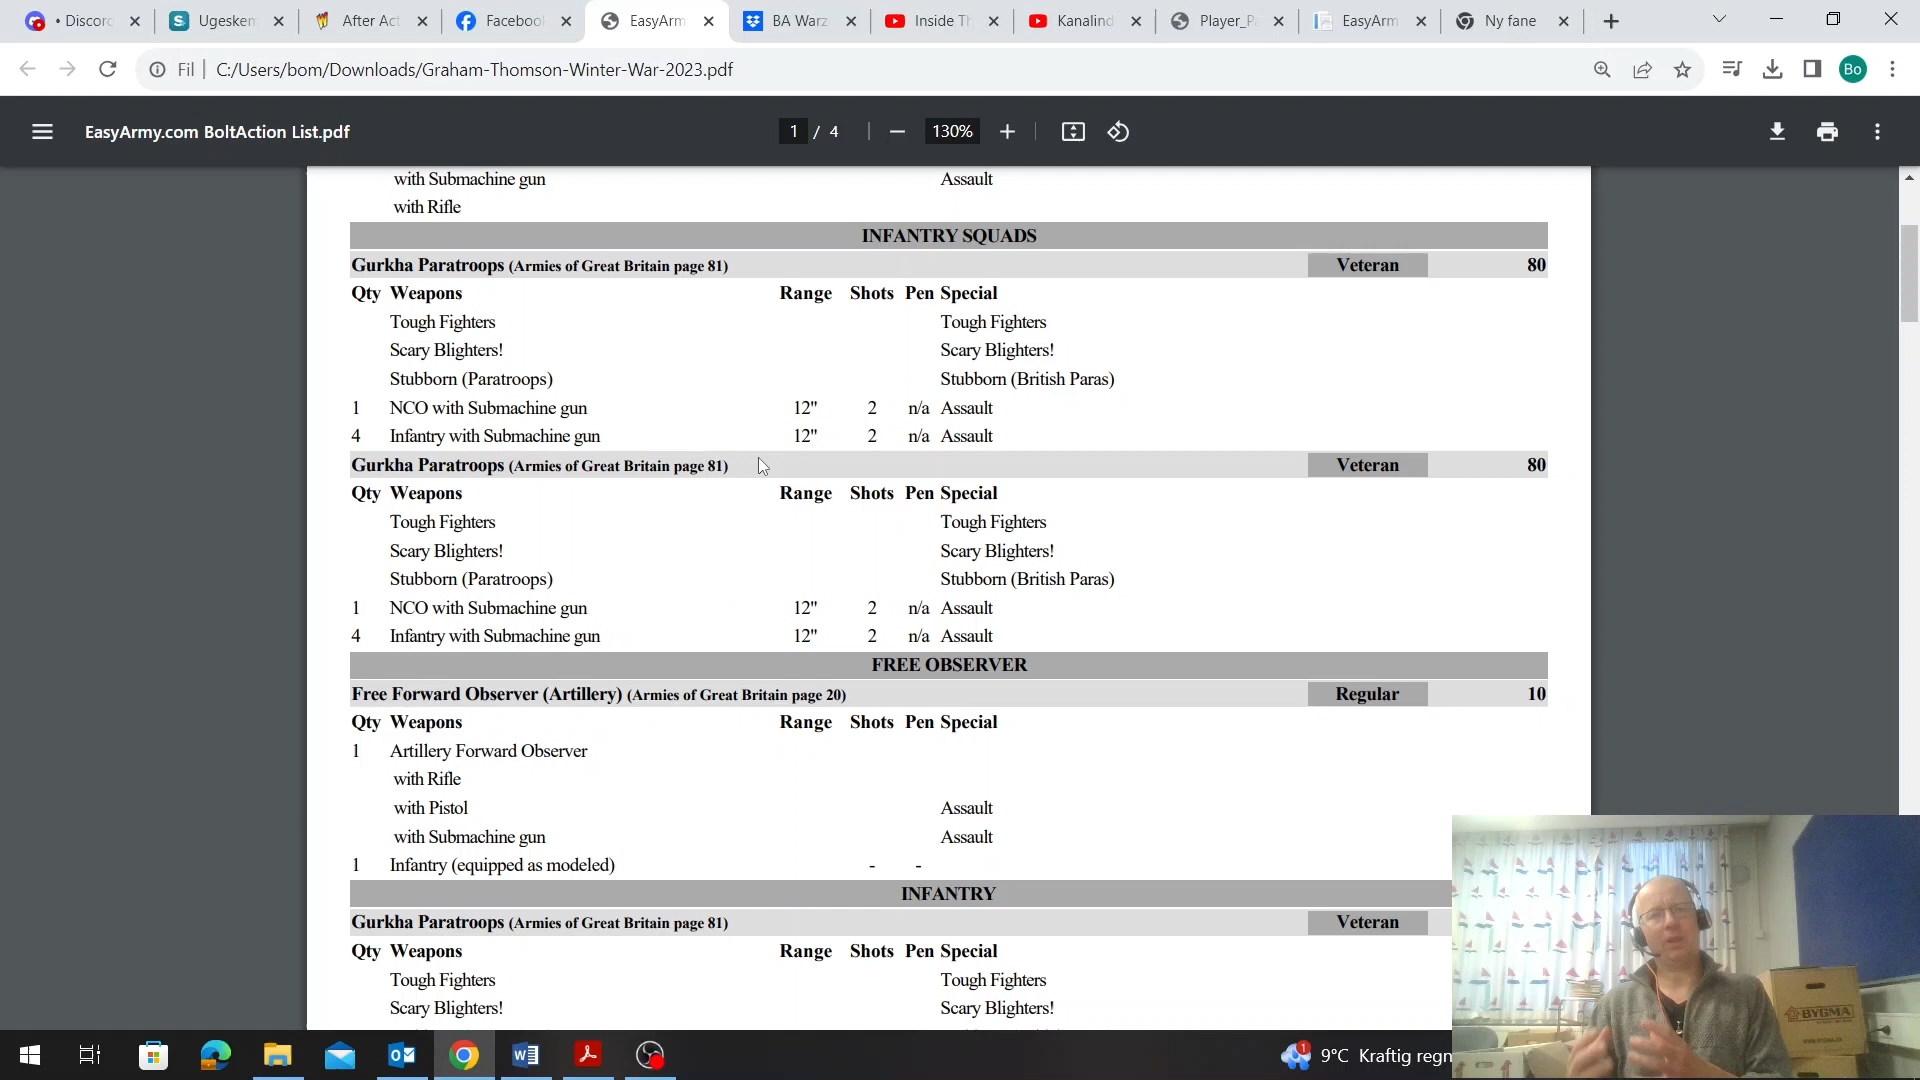 • Discord
Ugeskem
After Act
Facebook
EasyArm
BA Warz
Inside Th
Kanalind
Player_Pa
EasyArm
Ny fane
Fil
C:/Users/bom/Downloads/Graham-Thomson-Winter-War-2023.pdf
Bo
EasyArmy.com BoltAction List.pdf
1 / 4
130%
with Submachine gun Assault
with Rifle
INFANTRY SQUADS
Gurkha Paratroops (Armies of Great Britain page 81) Veteran 80
Qty Weapons Range Shots Pen Special
Tough Fighters Tough Fighters
Scary Blighters! Scary Blighters!
Stubborn (Paratroops) Stubborn (British Paras)
1 NCO with Submachine gun 12" 2 n/a Assault
4 Infantry with Submachine gun 12" 2 n/a Assault
Gurkha Paratroops (Armies of Great Britain page 81) Veteran 80
Qty Weapons Range Shots Pen Special
Tough Fighters Tough Fighters
Scary Blighters! Scary Blighters!
Stubborn (Paratroops) Stubborn (British Paras)
1 NCO with Submachine gun 12" 2 n/a Assault
4 Infantry with Submachine gun 12" 2 n/a Assault
FREE OBSERVER
Free Forward Observer (Artillery) (Armies of Great Britain page 20) Regular 10
Qty Weapons Range Shots Pen Special
1 Artillery Forward Observer
with Rifle
with Pistol Assault
with Submachine gun Assault
1 Infantry (equipped as modeled) - -
INFANTRY
Gurkha Paratroops (Armies of Great Britain page 81) Veteran
Qty Weapons Range Shots Pen Special
Tough Fighters Tough Fighters
Scary Blighters! Scary Blighters!
BYGMA
1
9°C Kraftig regn